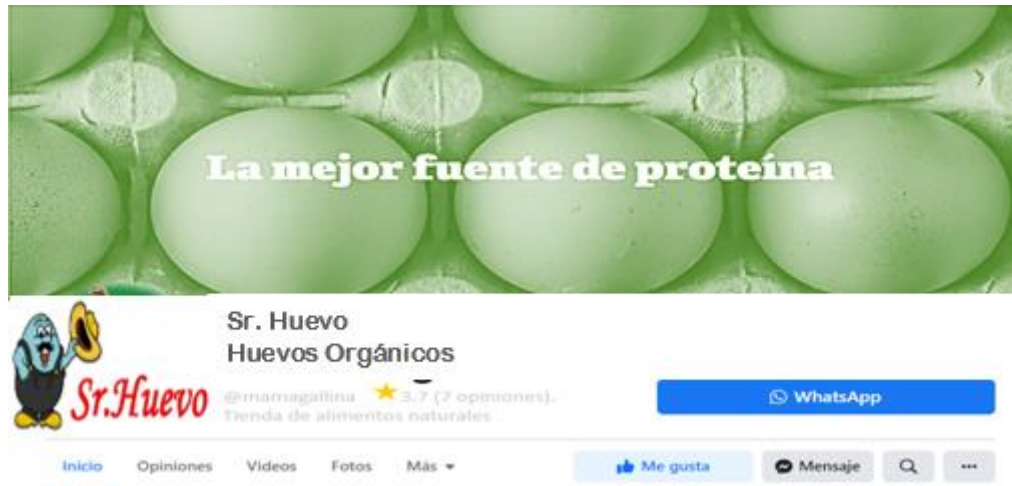 La mejor fuente de proteína
Sr. Huevo
Huevos Orgánicos
Sr.Huevo
@mamagallina 3.7 (7 opiniones).
Tienda de alimentos naturales
WhatsApp
Inicio Opiniones Videos Fotos Más
Me gusta Mensaje